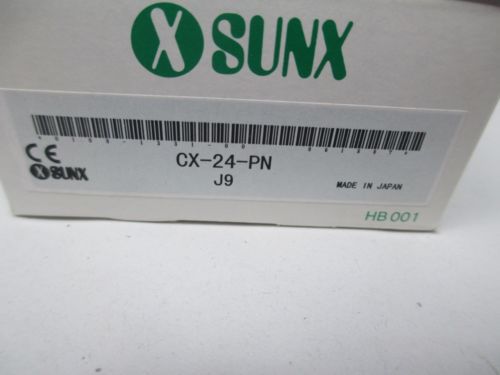 SUNX
CE
CX-24-PN
SUNX
J9
MADE IN JAPAN
HB 001